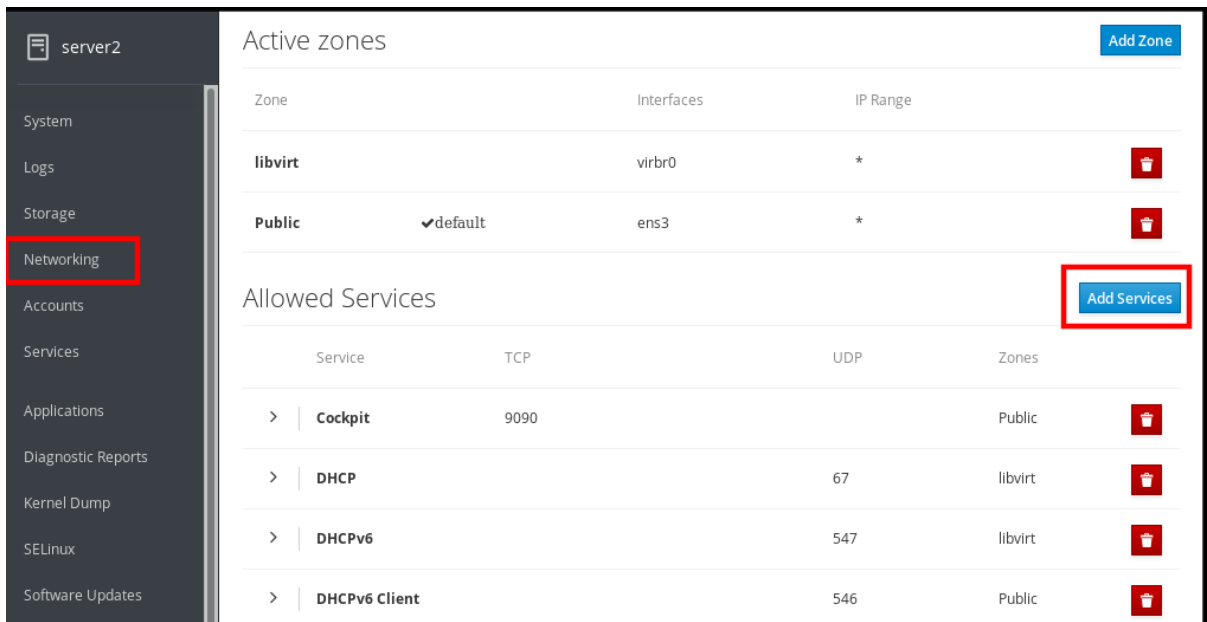 server2
System
Logs
Storage
Networking
Accounts
Services
Applications
Diagnostic Reports
Kernel Dump
SELinux
Software Updates
Active zones Add Zone
Zone Interfaces IP Range
libvirt virbr0 *
Public ✔default ens3 *
Allowed Services Add Services
Service TCP UDP Zones
Cockpit 9090 Public
DHCP 67 libvirt
DHCPv6 547 libvirt
DHCPv6 Client 546 Public